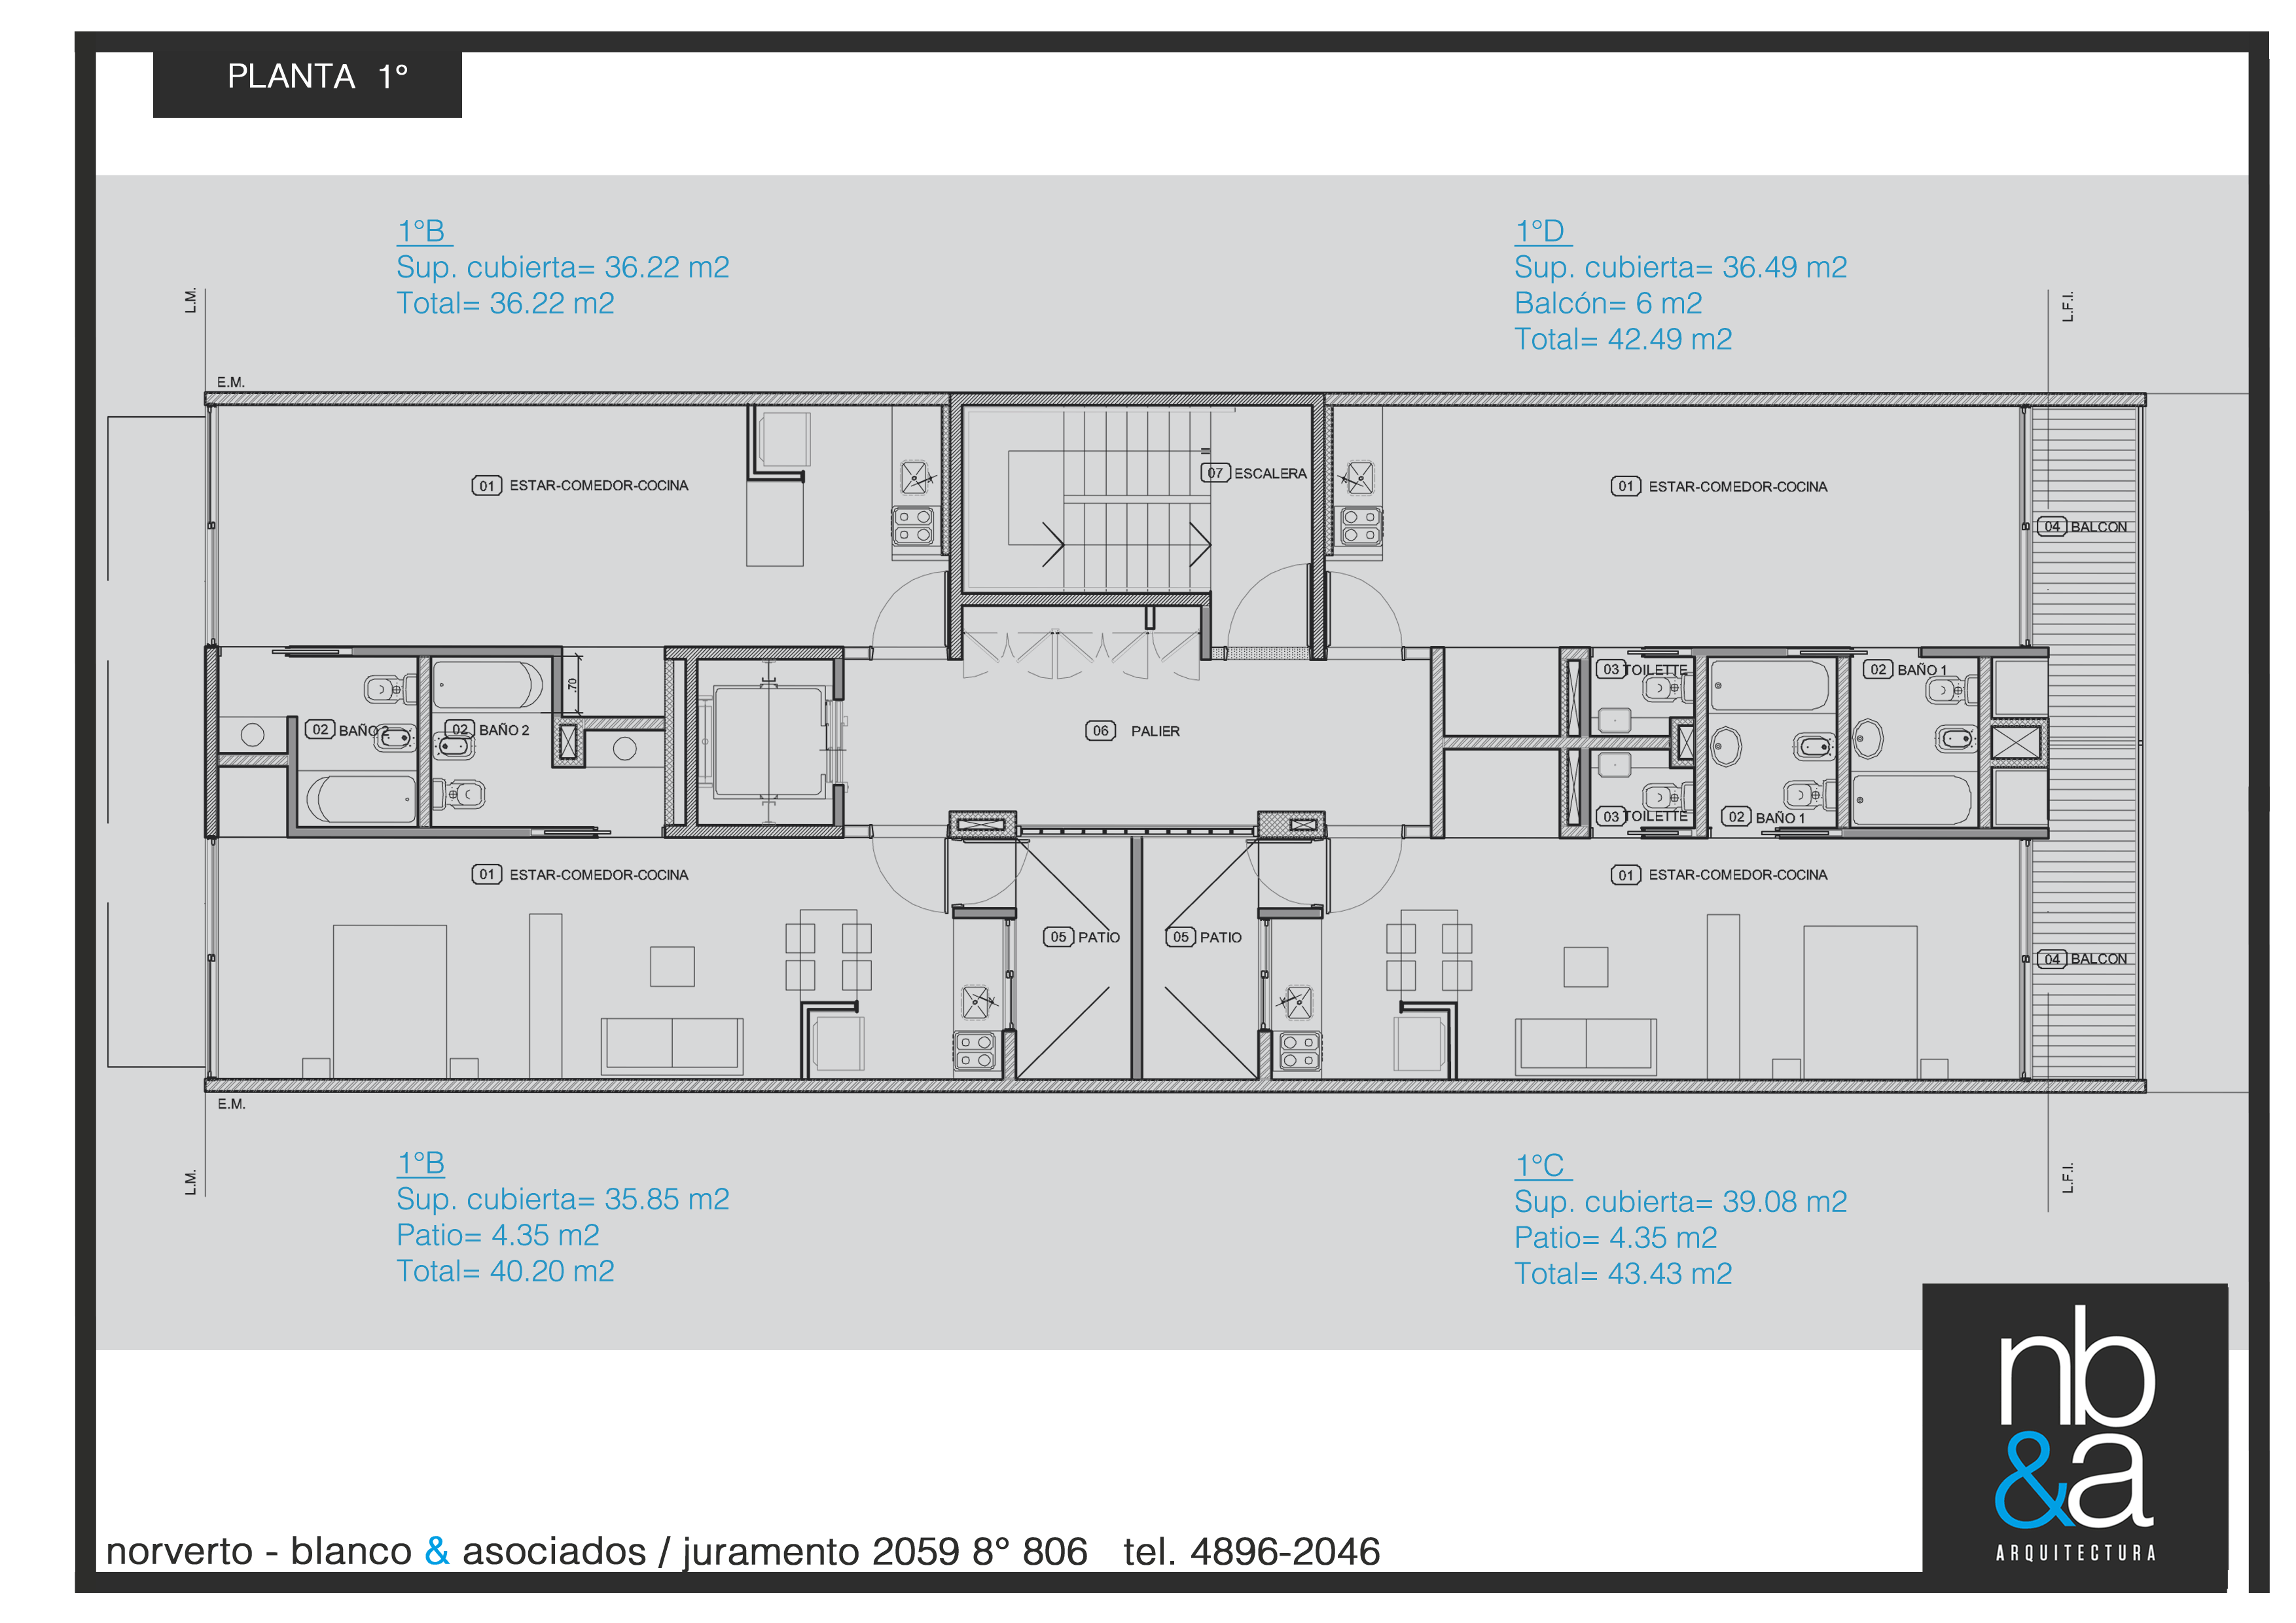 PLANTA 1°
1°B
Sup. cubierta= 36.22 m2
Total= 36.22 m2
1°D
Sup. cubierta= 36.49 m2
Balcón= 6 m2
Total= 42.49 m2
L.M.
L.F.I.
E.M.
01 ESTAR-COMEDOR-COCINA
07 ESCALERA
01 ESTAR-COMEDOR-COCINA
04 BALCON
03 TOILETTE
02 BAÑO 1
.70
02 BAÑO 2
02 BAÑO 2
06 PALIER
03 TOILETTE
02 BAÑO 1
01 ESTAR-COMEDOR-COCINA
01 ESTAR-COMEDOR-COCINA
05 PATIO
05 PATIO
04 BALCON
E.M.
L.M.
L.F.I.
1°B
Sup. cubierta= 35.85 m2
Patio= 4.35 m2
Total= 40.20 m2
1°C
Sup. cubierta= 39.08 m2
Patio= 4.35 m2
Total= 43.43 m2
nb
&a
ARQUITECTURA
norverto - blanco & asociados / juramento 2059 8° 806 tel. 4896-2046